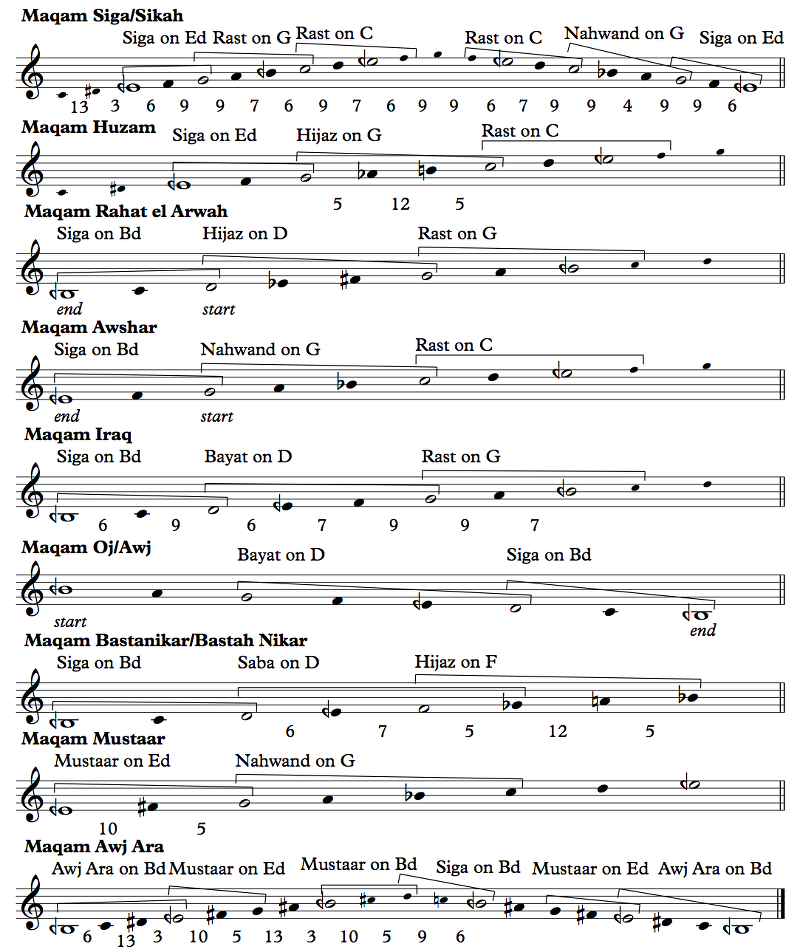 Maqam Siga/Sikah
Siga on Ed Rast on G Rast on C Rast on C Nahwand on G Siga on Ed
13 3 6 9 9 7 6 9 7 6 9 9 6 7 9 9 4 9 9 6
Maqam Huzam
Siga on Ed Hijaz on G Rast on C
5 12 5
Maqam Rahat el Arwah
Siga on Bd Hijaz on D Rast on G
end start
Maqam Awshar
Siga on Bd Nahwand on G Rast on C
end start
Maqam Iraq
Siga on Bd Bayat on D Rast on G
6 9 6 7 9 9 7
Maqam Oj/Awj
Bayat on D Siga on Bd
start
end
Maqam Bastanikar/Bastah Nikar
Siga on Bd Saba on D Hijaz on F
6 7 5 12 5
Maqam Mustaar
Mustaar on Ed Nahwand on G
10 5
Maqam Awj Ara
Awj Ara on Bd Mustaar on Ed Mustaar on Bd Siga on Bd Mustaar on Ed Awj Ara on Bd
6 13 3 10 5 13 3 10 5 9 6